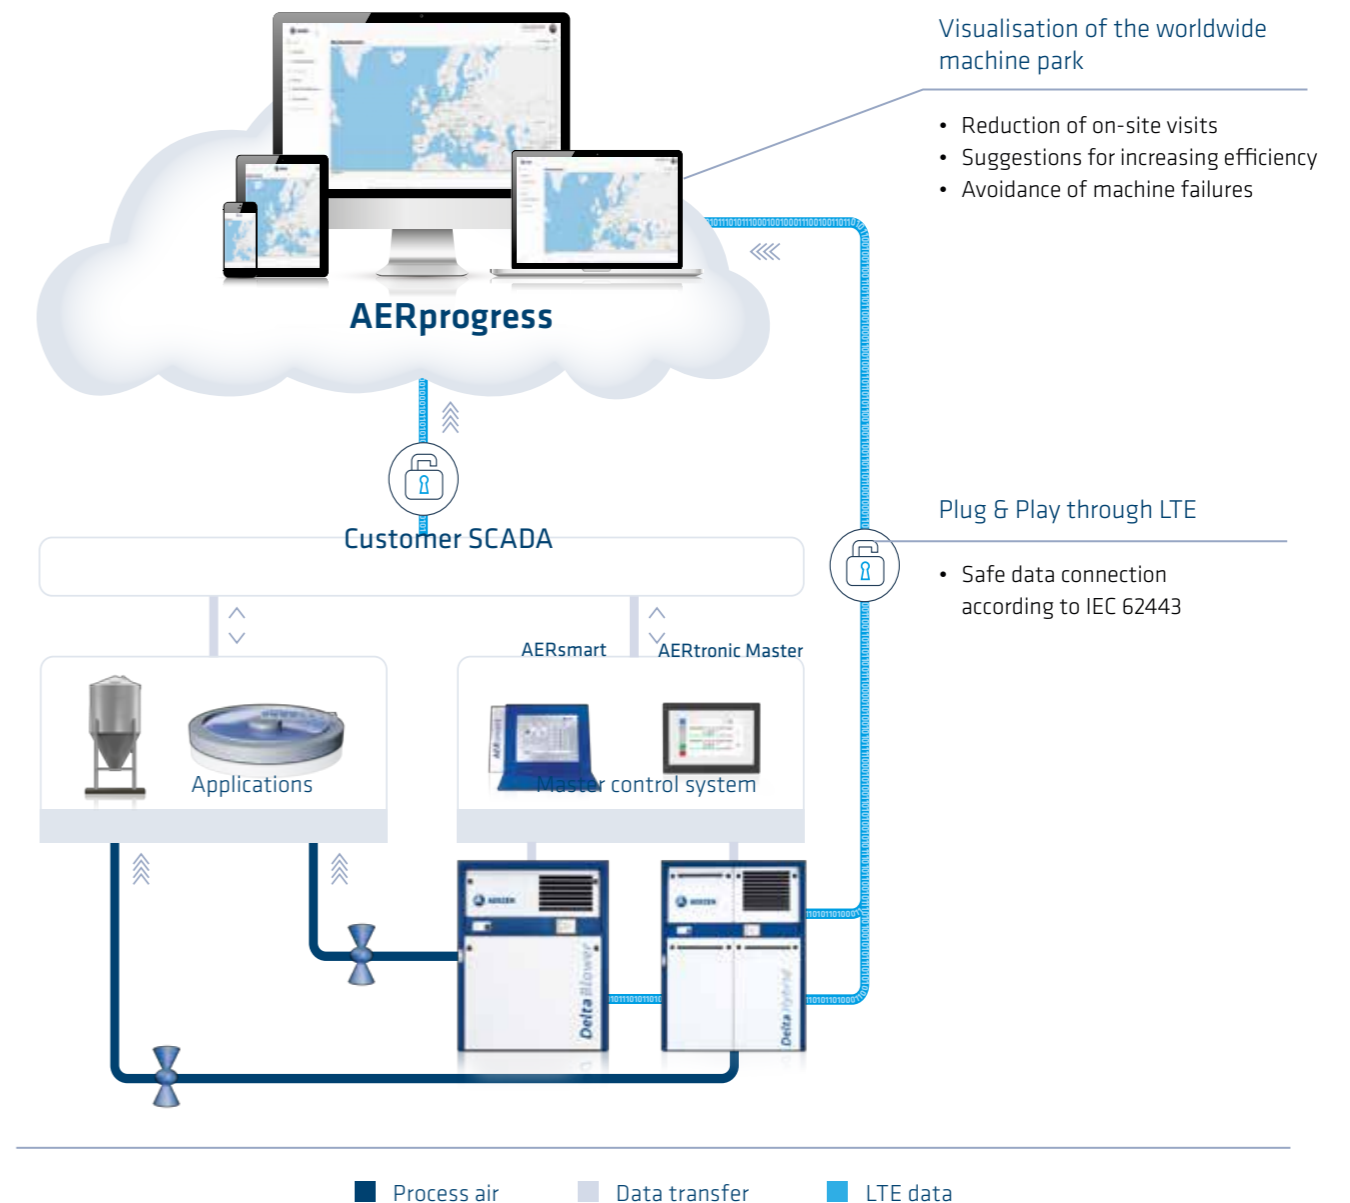 Visualisation of the worldwide
machine park
• Reduction of on-site visits
• Suggestions for increasing efficiency
• Avoidance of machine failures
AERprogress
Customer SCADA
Plug & Play through LTE
• Safe data connection
according to IEC 62443
AERsmart
AERtronic Master
Applications
Master control system
AERZEN
AERZEN
Delta Blower
Delta Hybrid
Process air
Data transfer
LTE data